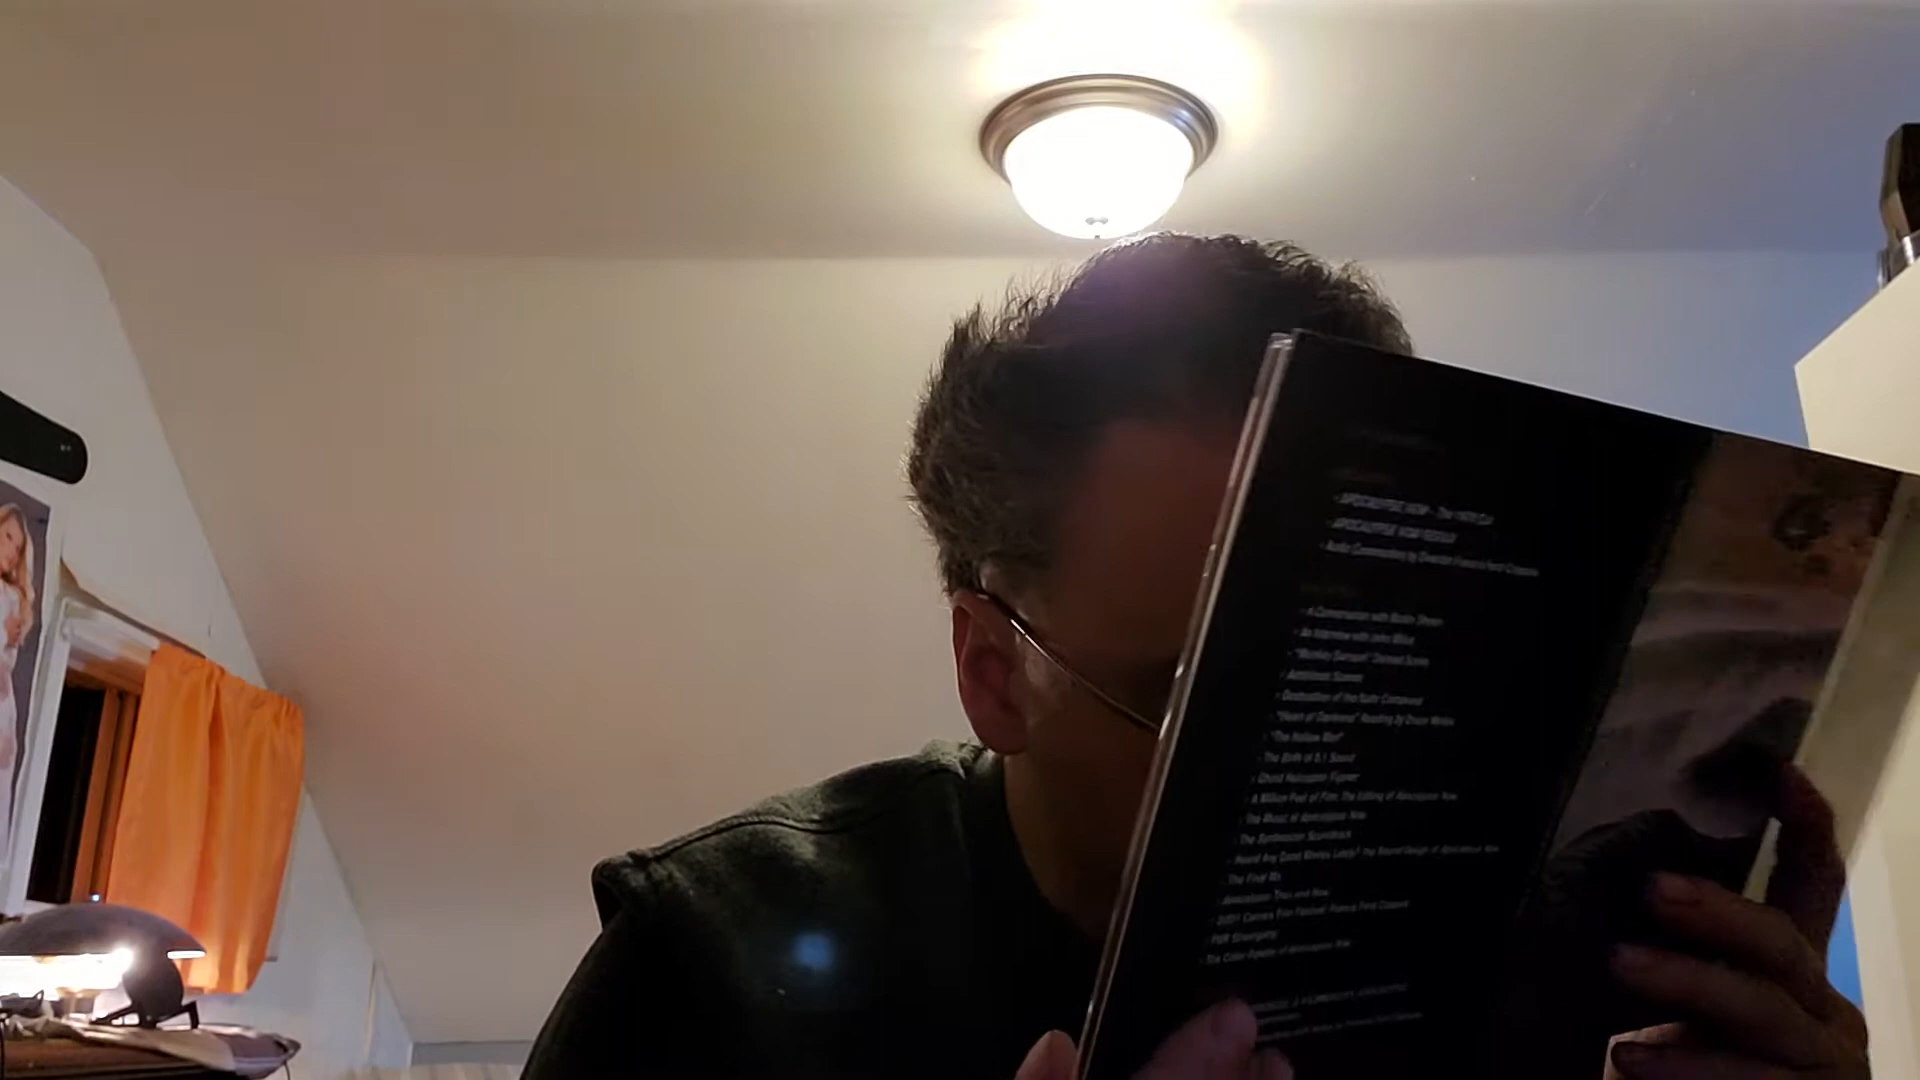 - APOCALYPSE NOW - The 1979 Cut
- APOCALYPSE NOW REDUX
- Audio Commentary by Director Francis Ford Coppola
- A Conversation with Martin Sheen
- An Interview with John Milius
- "Monkey Sampan" Deleted Scene
- Additional Scenes
- Destruction of the Kurtz Compound
- "Heart of Darkness" Reading by Orson Welles
- "The Hollow Men"
- The Birth of 5.1 Sound
- Ghost Helicopter Flyover
- A Million Feet of Film: The Editing of Apocalypse Now
- The Music of Apocalypse Now
- The Synthesizer Soundtrack
- Heard Any Good Movies Lately? The Sound Design of Apocalypse Now
- The Final Mix
- Apocalypse Then and Now
- 2001 Cannes Film Festival: Francis Ford Coppola
- PBR Streetgang
- The Color Palette of Apocalypse Now